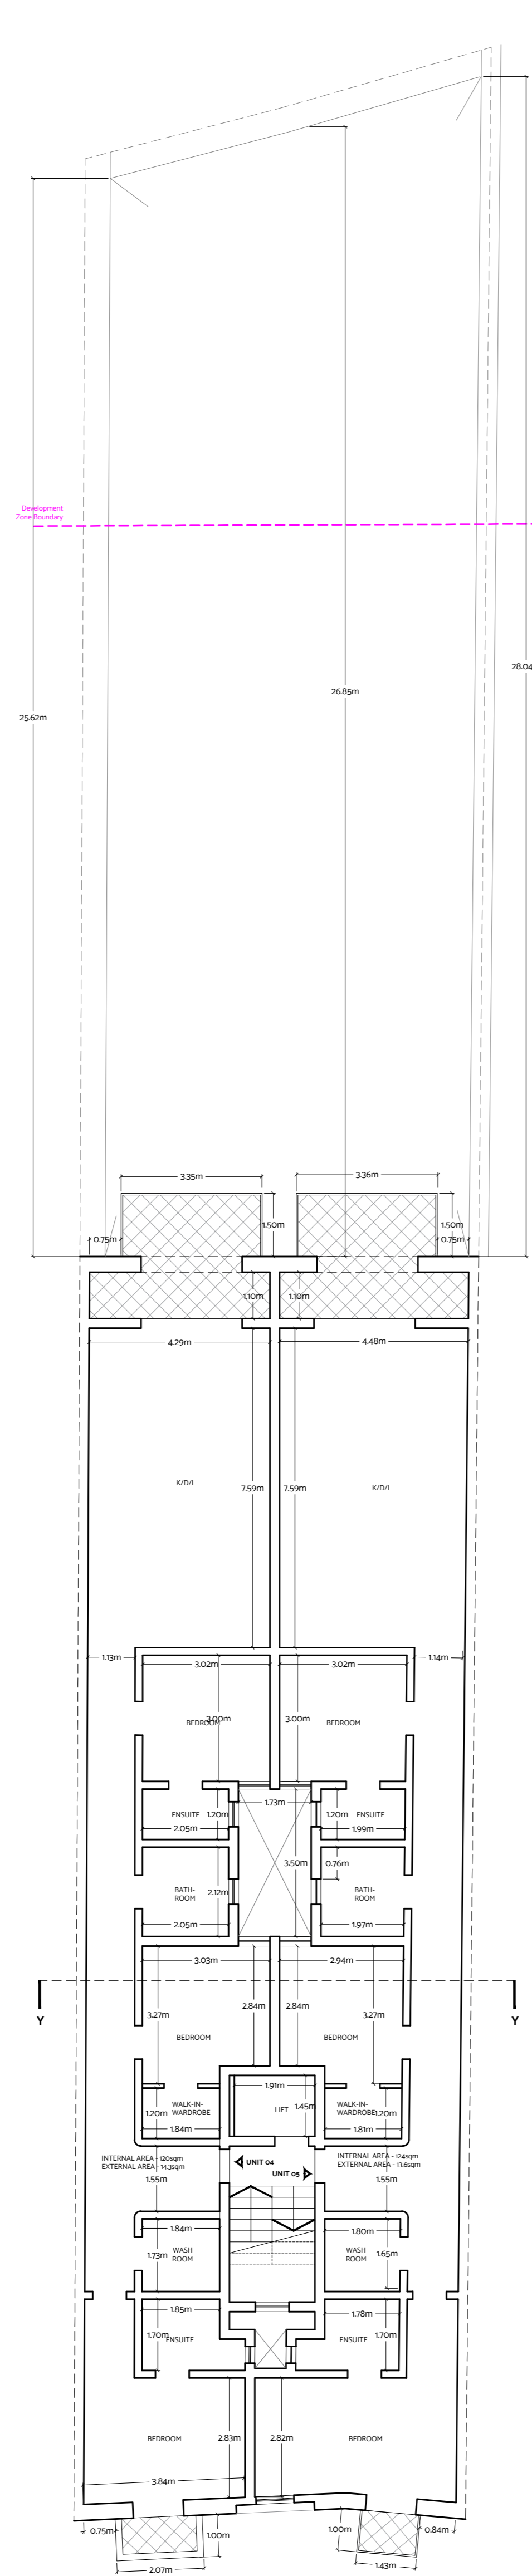 Development
Zone Boundary
28.04
26.85m
25.62m
3.35m
3.36m
1.50m
1.50m
0.75m
0.75m
1.10m
1.10m
4.29m
4.48m
K/D/L
K/D/L
7.59m
7.59m
1.13m
3.02m
3.02m
1.14m
3.00m
3.00m
BEDROOM
BEDROOM
1.73m
ENSUITE
1.20m
1.20m
ENSUITE
2.05m
1.99m
3.50m
0.76m
BATH-
ROOM
2.12m
BATH-
ROOM
2.05m
1.97m
3.03m
2.94m
3.27m
2.84m
2.84m
3.27m
Y
Y
BEDROOM
BEDROOM
1.91m
WALK-IN-
WARDROBE
LIFT
1.45m
WALK-IN-
WARDROBE
1.20m
1.20m
1.84m
1.81m
INTERNAL AREA - 120sqm
EXTERNAL AREA - 14.3sqm
UNIT 04
UNIT 05
INTERNAL AREA - 124sqm
EXTERNAL AREA - 13.6sqm
1.55m
1.55m
1.84m
1.80m
WASH
ROOM
WASH
ROOM
1.73m
1.65m
1.85m
1.78m
1.70m
ENSUITE
ENSUITE
1.70m
BEDROOM
2.83m
2.82m
BEDROOM
3.84m
0.75m
1.00m
1.00m
0.84m
2.07m
1.43m